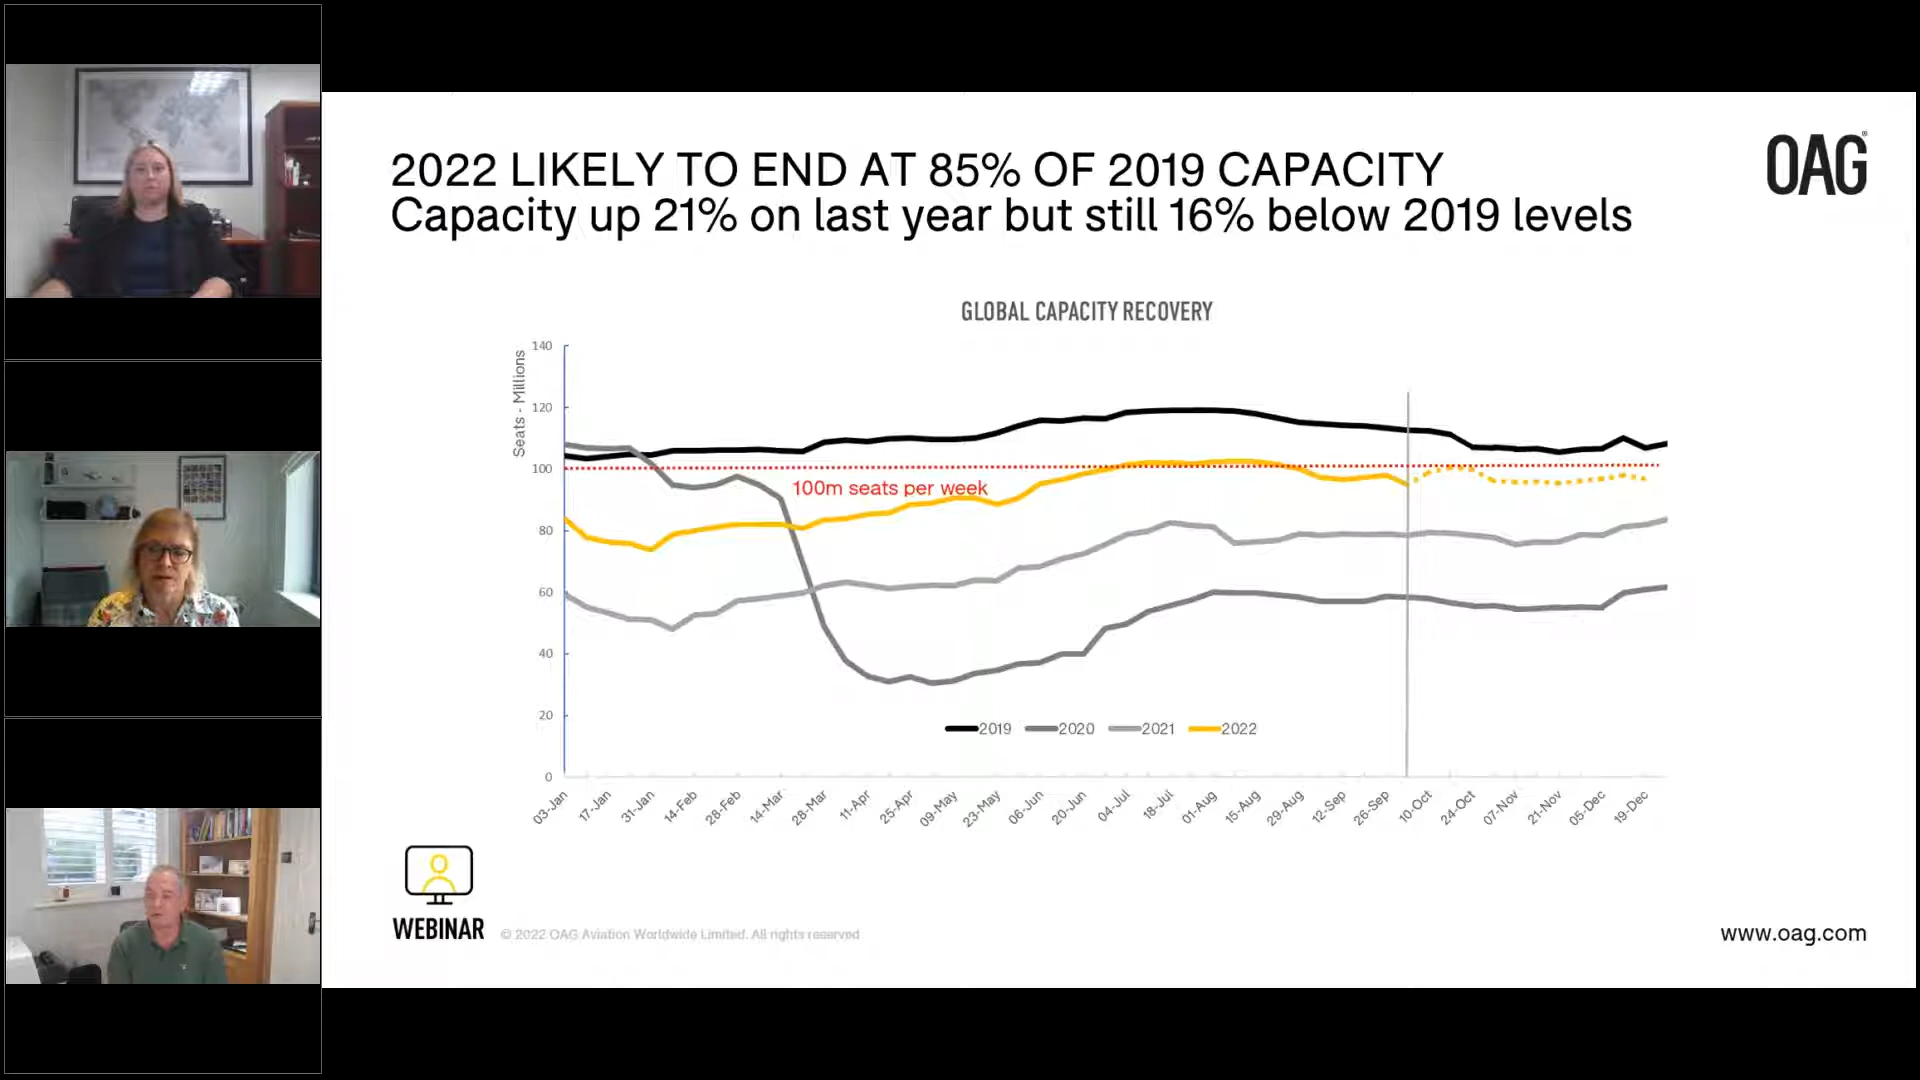 2022 LIKELY TO END AT 85% OF 2019 CAPACITY
Capacity up 21% on last year but still 16% below 2019 levels
OAG®
GLOBAL CAPACITY RECOVERY
Seats - Millions
140
120
100
80
60
40
20
0
100m seats per week
2019 2020 2021 2022
03-Jan 17-Jan 31-Jan 14-Feb 28-Feb 14-Mar 28-Mar 11-Apr 25-Apr 09-May 23-May 06-Jun 20-Jun 04-Jul 18-Jul 01-Aug 15-Aug 29-Aug 12-Sep 26-Sep 10-Oct 24-Oct 07-Nov 21-Nov 05-Dec 19-Dec
WEBINAR
© 2022 OAG Aviation Worldwide Limited. All rights reserved
www.oag.com